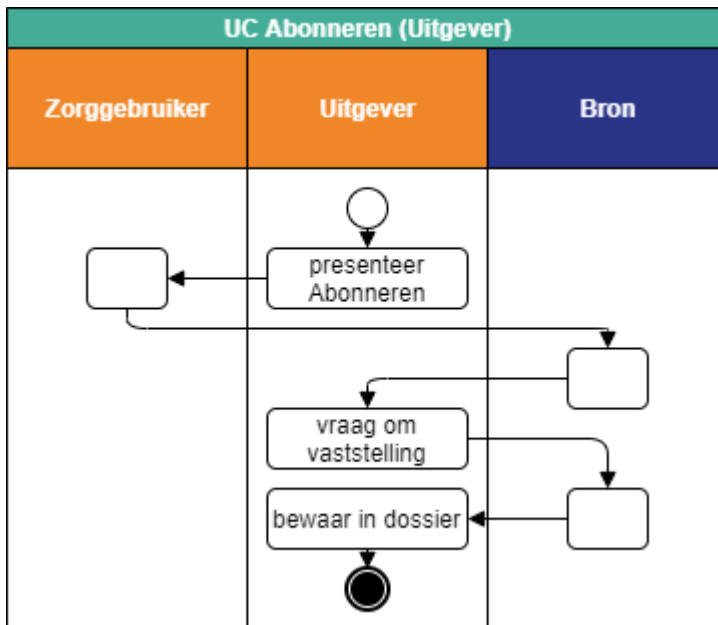 UC Abonneren (Uitgever)
Zorggebruiker
Uitgever
Bron
presenteer
Abonneren
vraag om
vaststelling
bewaar in dossier